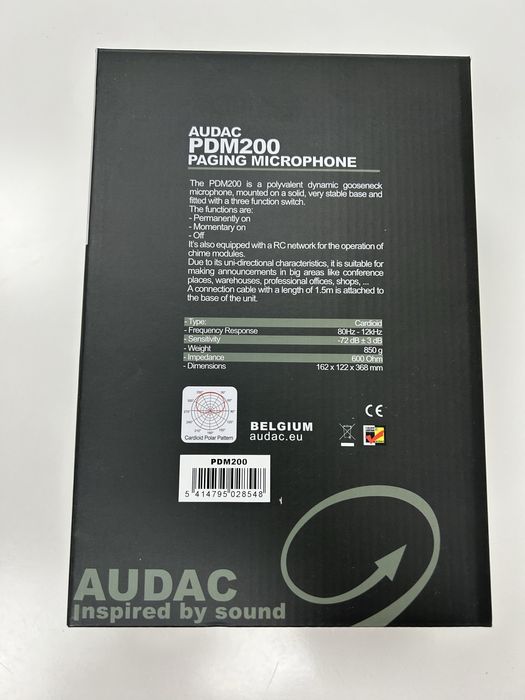 AUDAC
PDM200
PAGING MICROPHONE
The PDM200 is a polyvalent dynamic gooseneck
microphone, mounted on a solid, very stable base and
fitted with a three function switch.
The functions are:
- Permanently on
- Momentary on
- Off
It's also equipped with a RC network for the operation of
chime modules.
Due to its uni-directional characteristics, it is suitable for
making announcements in big areas like conference
places, warehouses, professional offices, shops, ...
A connection cable with a length of 1.5m is attached to
the base of the unit.
- Type: Cardioid
- Frequency Response 80Hz - 12kHz
- Sensitivity -72 dB ± 3 dB
- Weight 850 g
- Impedance 600 Ohm
- Dimensions 162 x 122 x 368 mm
Cardioid Polar Pattern
BELGIUM
audac.eu
CE
PDM200
5 414795 028548
AUDAC
Inspired by sound